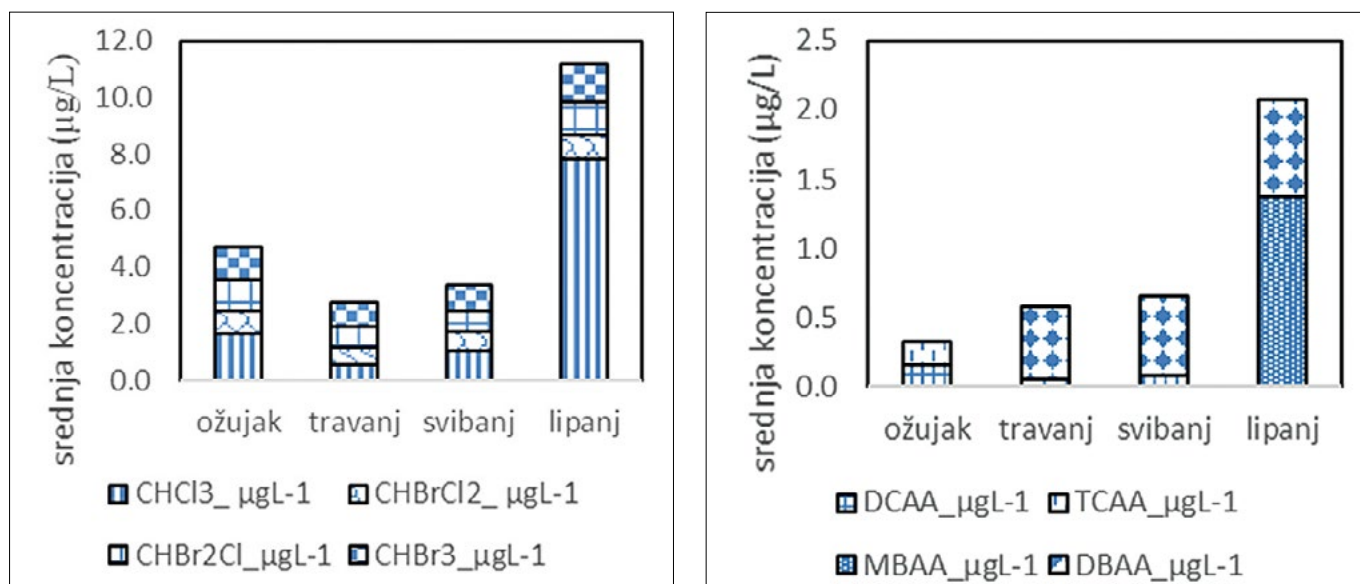 srednja koncentracija (µg/L)
12.0
10.0
8.0
6.0
4.0
2.0
0.0
ožujak travanj svibanj lipanj
CHCl3_ µgL-1 CHBrCl2_ µgL-1
CHBr2Cl_µgL-1 CHBr3_µgL-1
srednja koncentracija (µg/L)
2.5
2.0
1.5
1.0
0.5
0.0
ožujak travanj svibanj lipanj
DCAA_µgL-1 TCAA_µgL-1
MBAA_µgL-1 DBAA_µgL-1